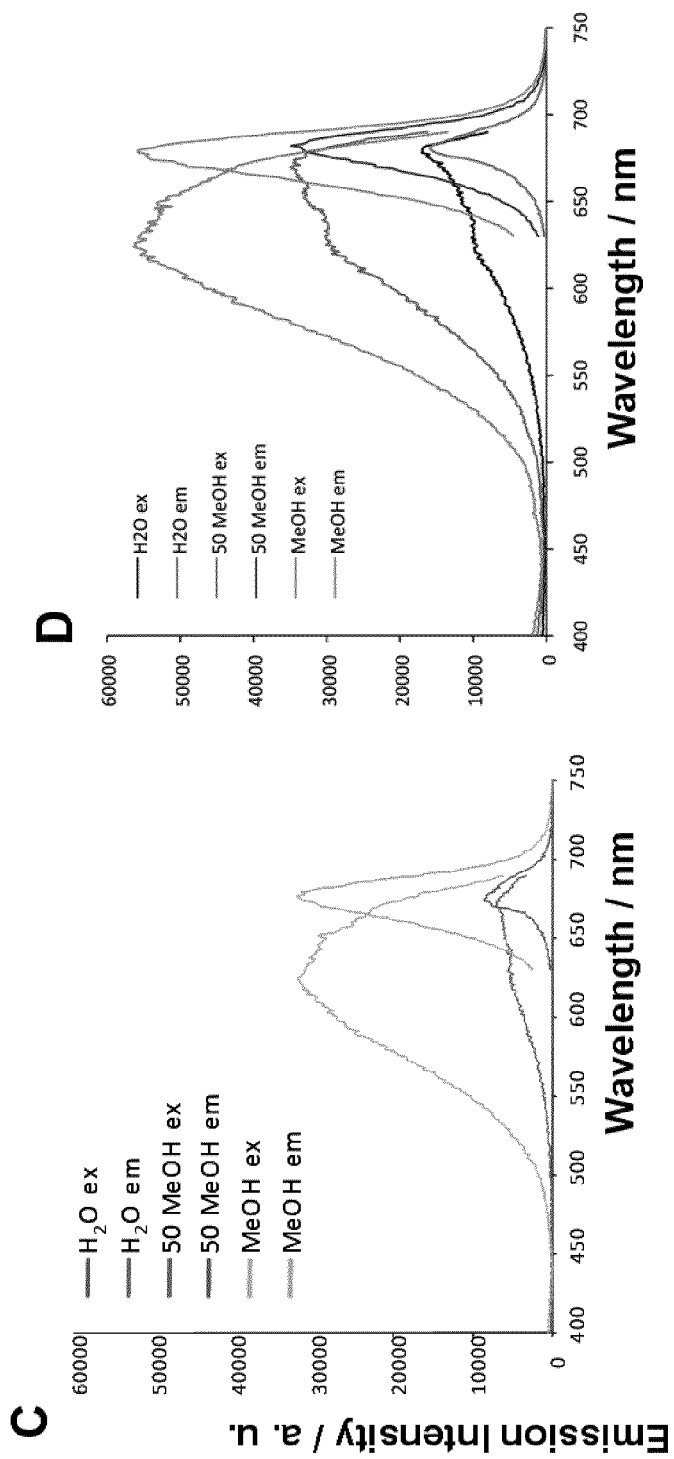 C
60000
50000
40000
30000
20000
10000
0
H₂O ex
H₂O em
50 MeOH ex
50 MeOH em
MeOH ex
MeOH em
400 450 500 550 600 650 700 750
Emission Intensity / a. u.
Wavelength / nm
D
60000
50000
40000
30000
20000
10000
0
H2O ex
H2O em
50 MeOH ex
50 MeOH em
MeOH ex
MeOH em
400 450 500 550 600 650 700 750
Wavelength / nm